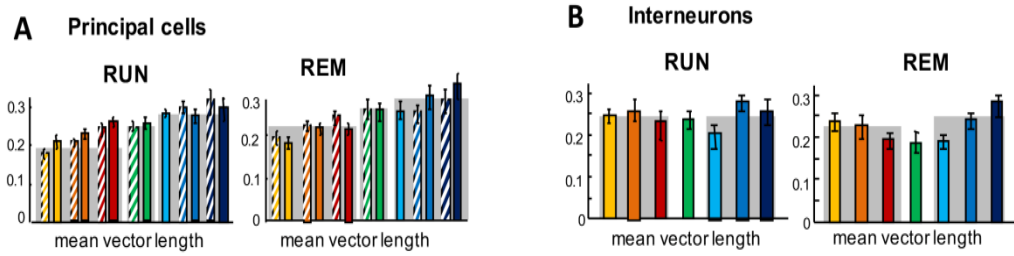 A Principal cells
RUN
0.3
0.2
0.1
0
mean vector length
REM
0.3
0.2
0.1
0
mean vector length
B Interneurons
RUN
0.3
0.2
0.1
0
mean vector length
REM
0.3
0.2
0.1
0
mean vector length